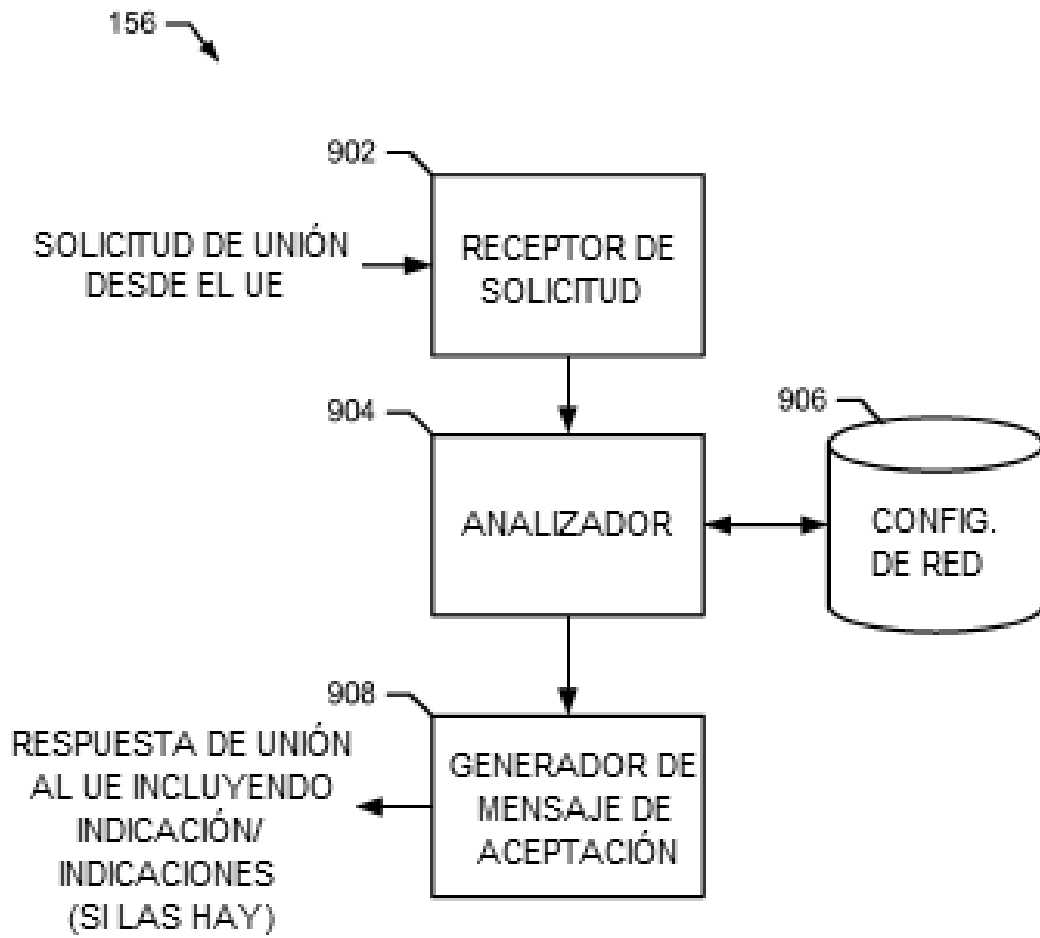 156
902
SOLICITUD DE UNIÓN
DESDE EL UE
RECEPTOR DE
SOLICITUD
904
906
ANALIZADOR
CONFIG.
DE RED
908
RESPUESTA DE UNIÓN
AL UE INCLUYENDO
INDICACIÓN/
INDICACIONES
(SI LAS HAY)
GENERADOR DE
MENSAJE DE
ACEPTACIÓN